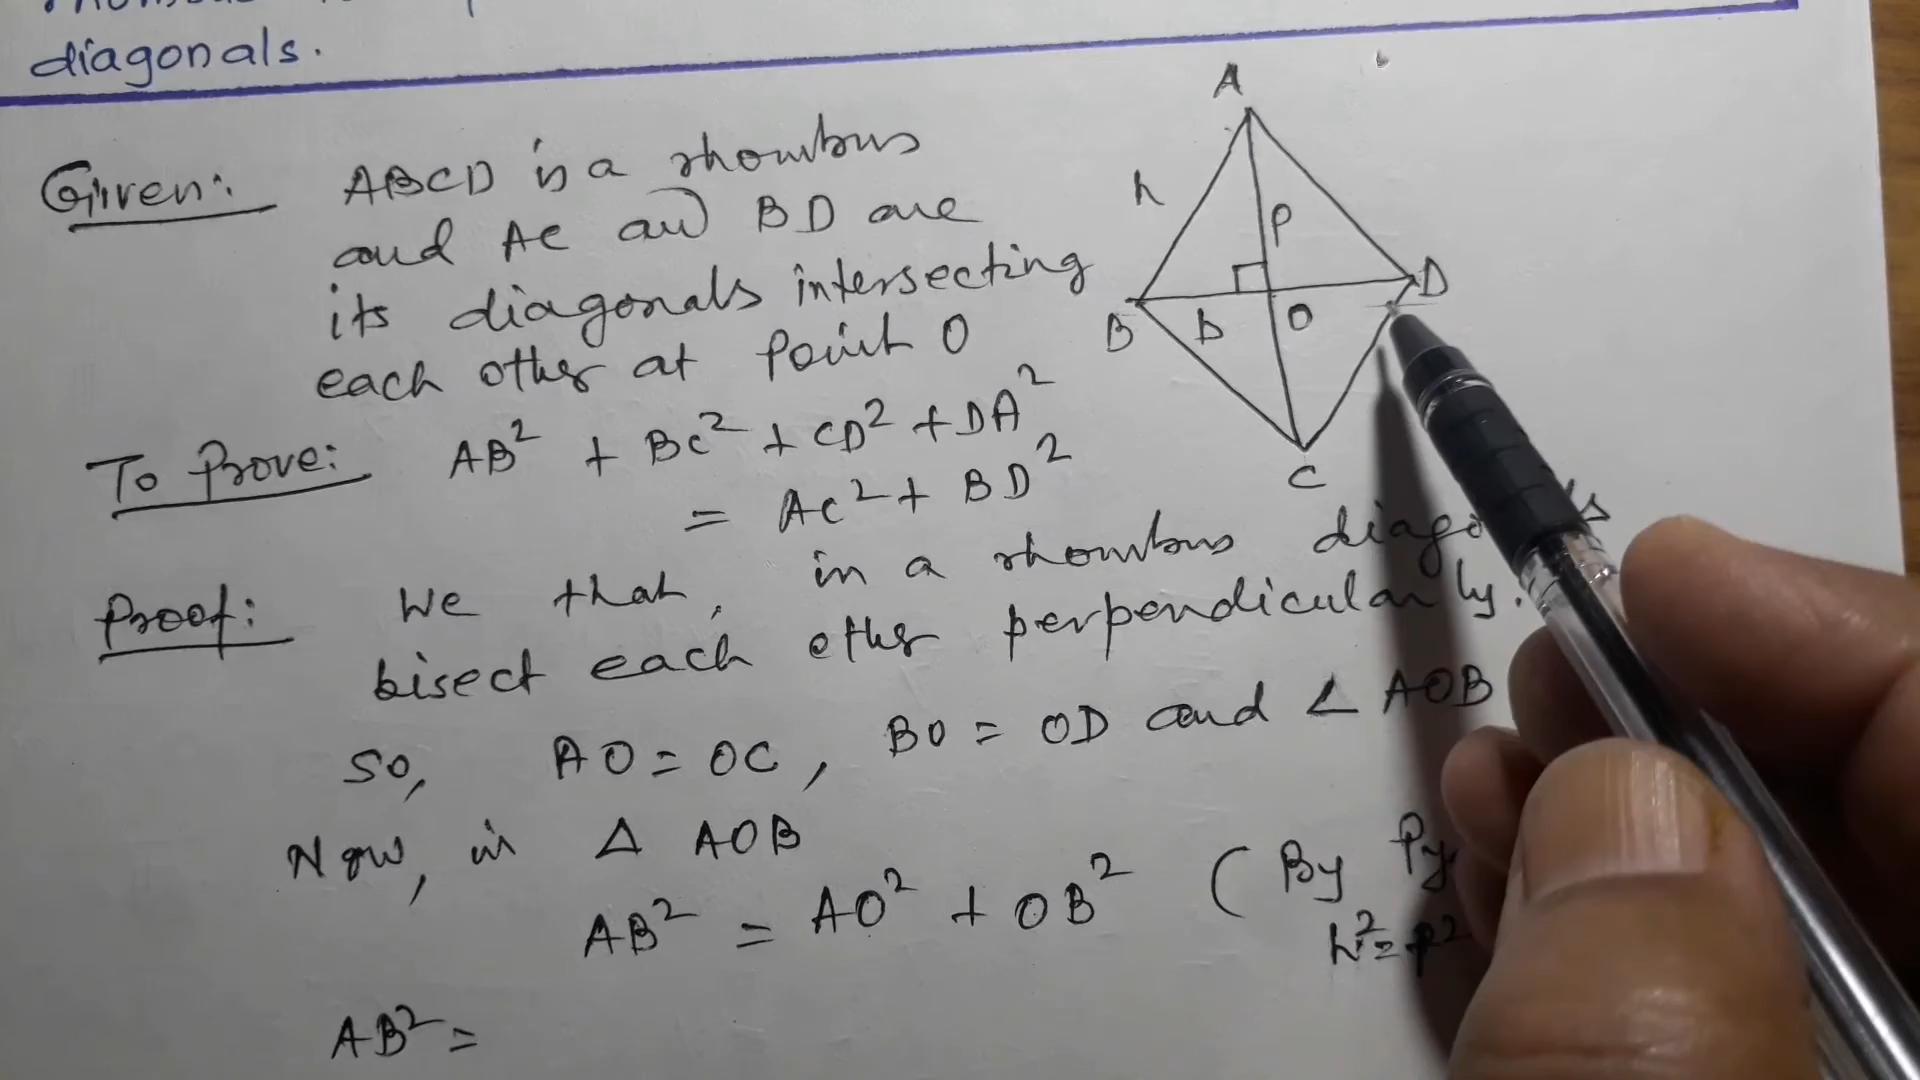 diagonals.
Given: ABCD is a rhombus
and AC and BD are
its diagonals intersecting
each other at Point O
To Prove: AB² + BC² + CD² + DA²
= AC² + BD²
Proof: We that, in a rhombus
bisect each other perpendicularly.
So, AO = OC, BO = OD and ∠ AOB
Now, in Δ AOB
AB² = AO² + OB² (By Py
h² = p²
AB² =
A
h
P
D
B
b
O
C